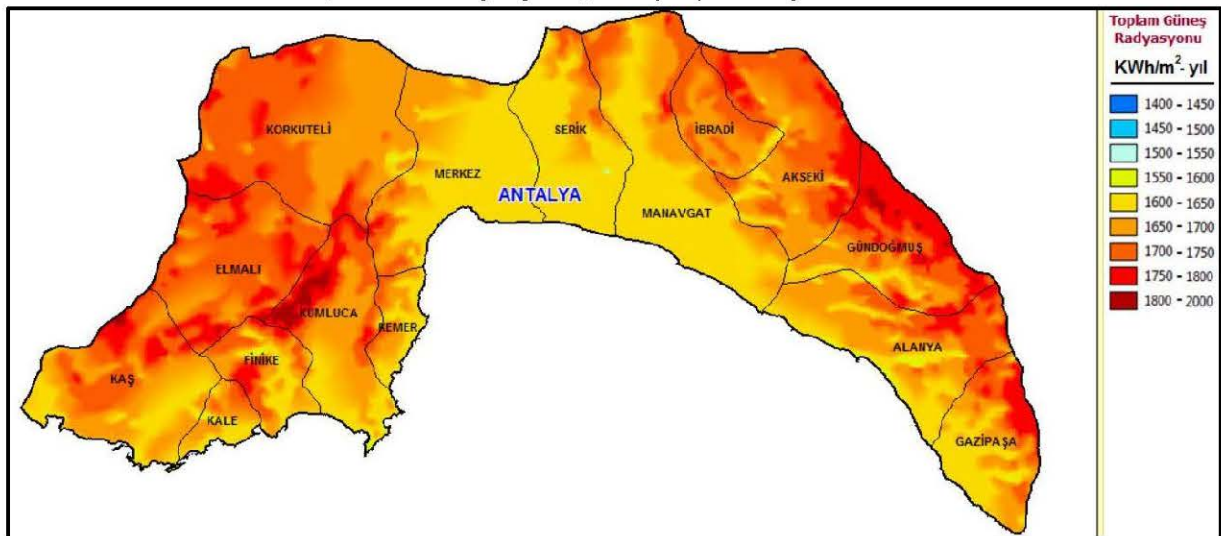 Toplam Güneş
Radyasyonu
KWh/m²- yıl
1400 - 1450
1450 - 1500
1500 - 1550
1550 - 1600
1600 - 1650
1650 - 1700
1700 - 1750
1750 - 1800
1800 - 2000
KORKUTELİ
SERİK
İBRADİ
MERKEZ
AKSEKİ
ANTALYA
MANAVGAT
GÜNDOĞMUŞ
ELMALI
KUMLUCA
KEMER
ALANYA
FİNİKE
KAŞ
KALE
GAZİPAŞA